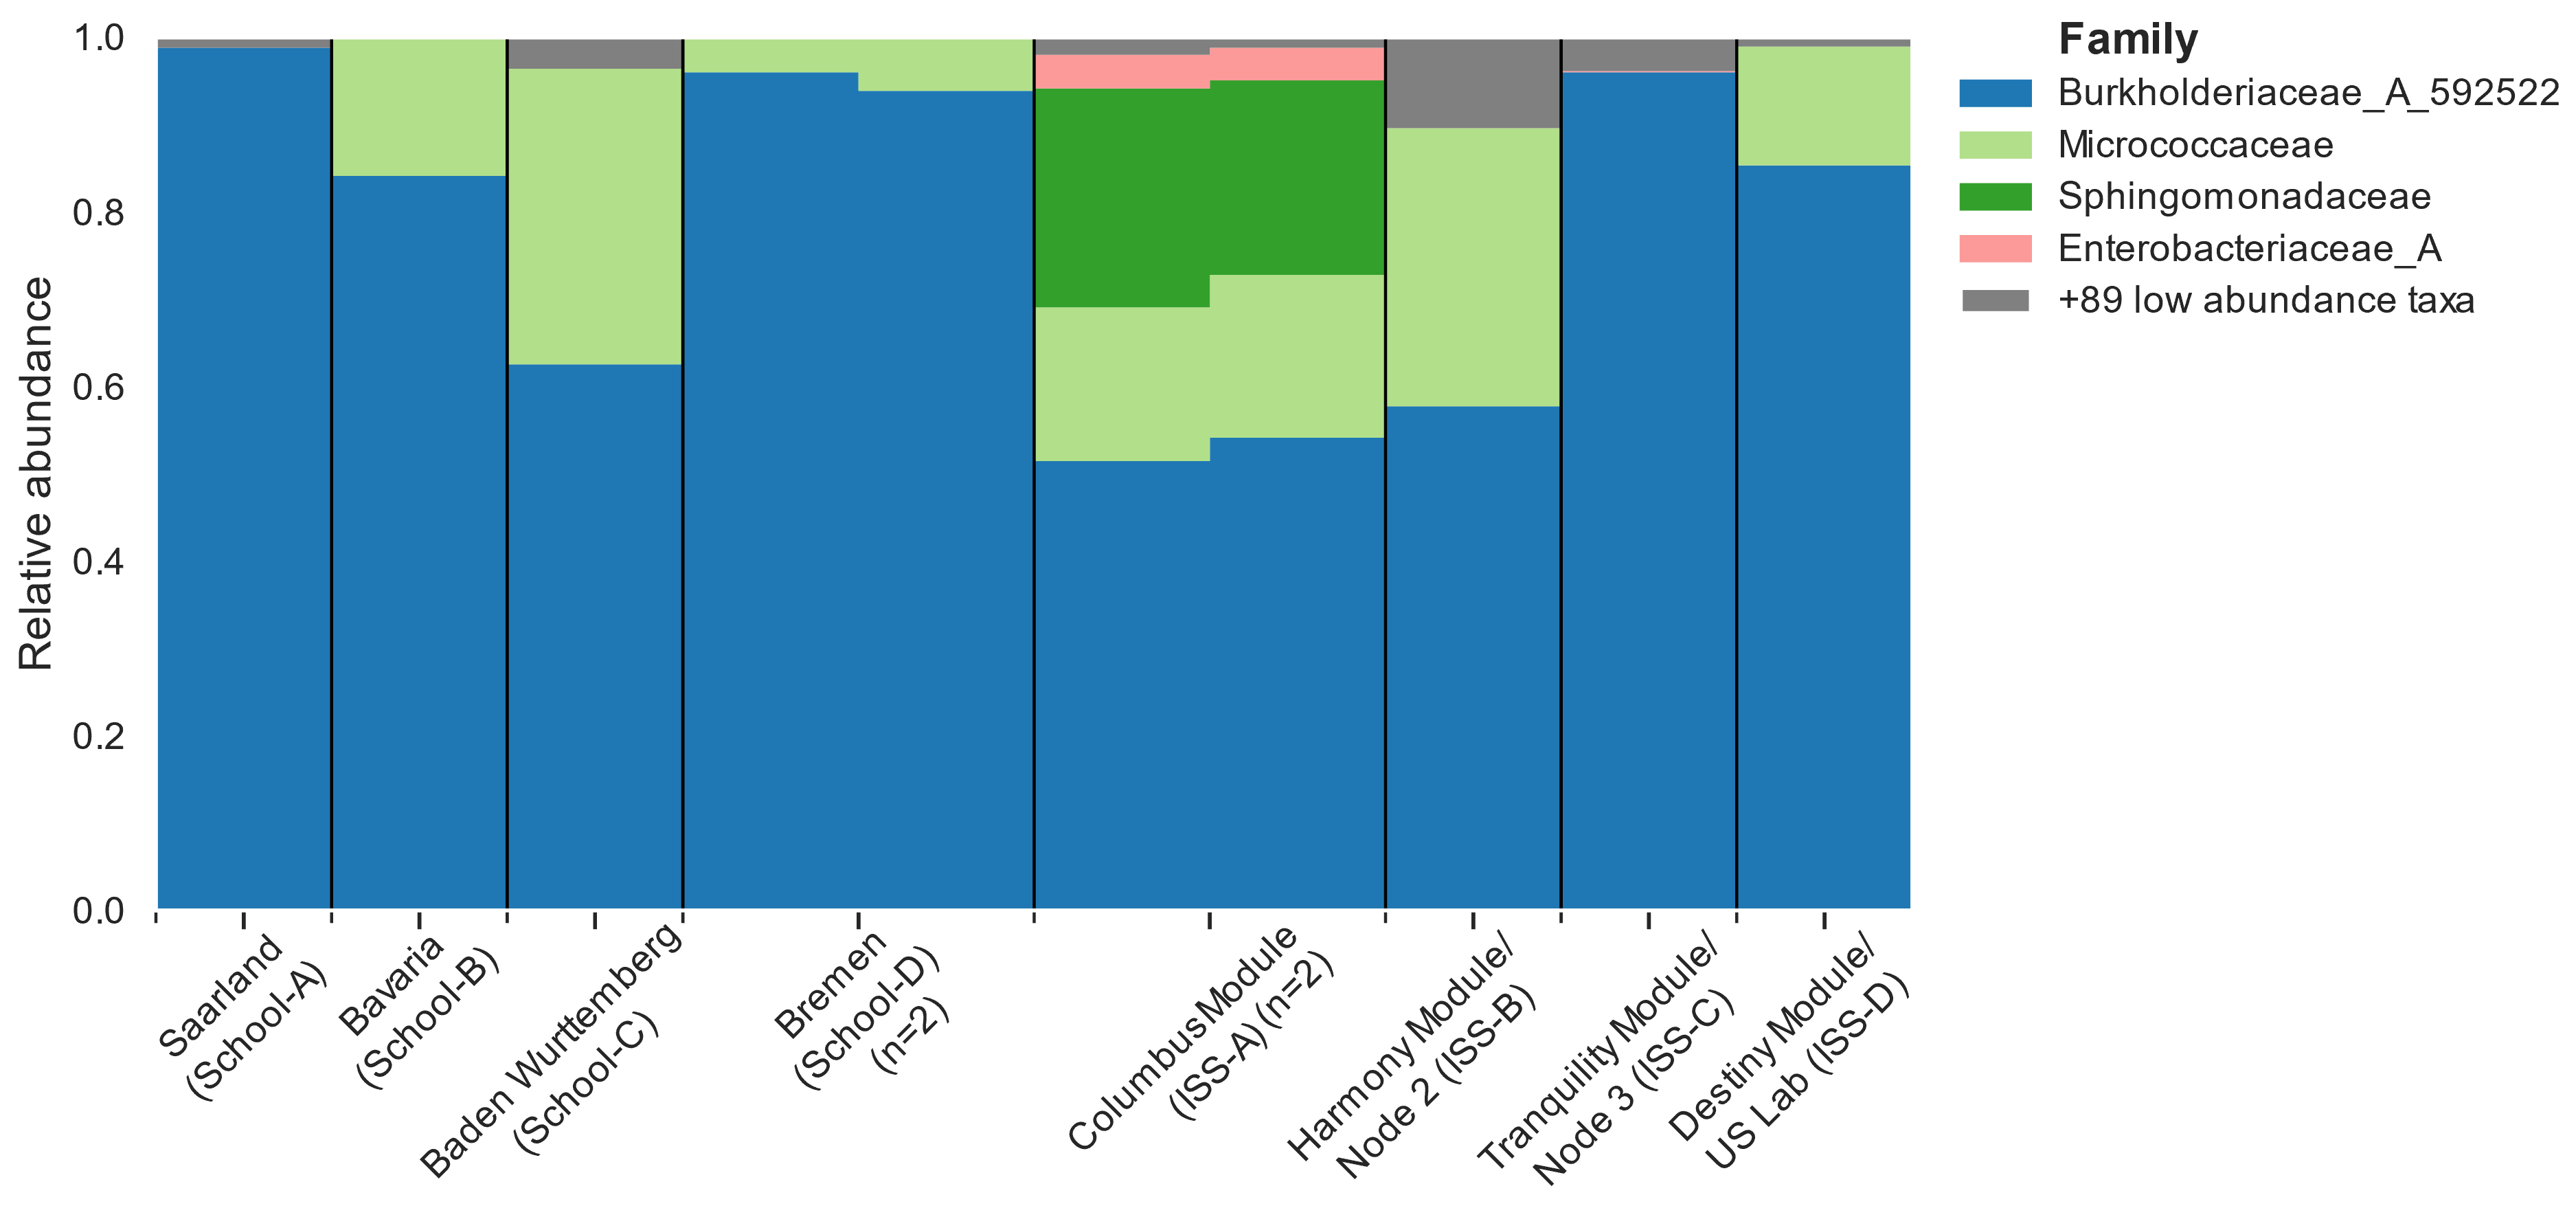 Relative abundance
1.0
0.8
0.6
0.4
0.2
0.0
Saarland
(School-A)
Bavaria
(School-B)
Baden Wurttemberg
(School-C)
Bremen
(School-D)
(n=2)
Columbus Module
(ISS-A) (n=2)
Harmony Module/
Node 2 (ISS-B)
Tranquility Module/
Node 3 (ISS-C)
Destiny Module/
US Lab (ISS-D)
Family
Burkholderiaceae_A_592522
Micrococcaceae
Sphingomonadaceae
Enterobacteriaceae_A
+89 low abundance taxa